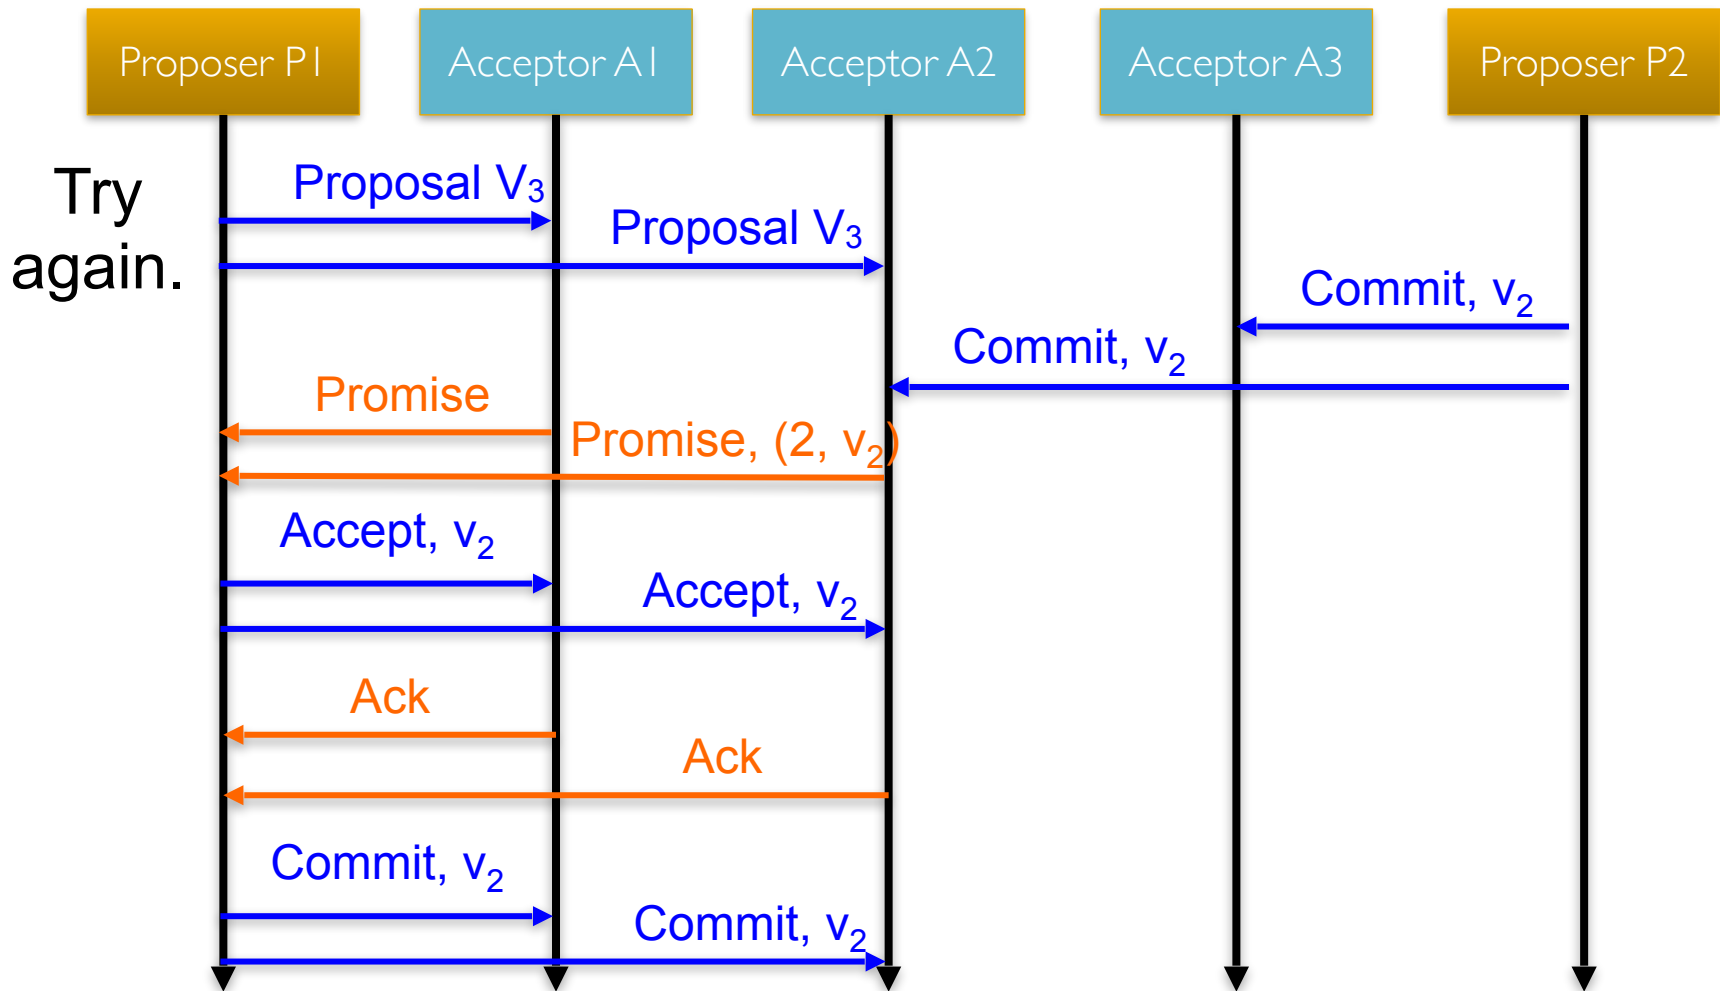 Proposer P1
Acceptor A1
Acceptor A2
Acceptor A3
Proposer P2
Try
again.
Proposal V₃
Proposal V₃
Commit, v₂
Commit, v₂
Promise
Promise, (2, v₂)
Accept, v₂
Accept, v₂
Ack
Ack
Commit, v₂
Commit, v₂